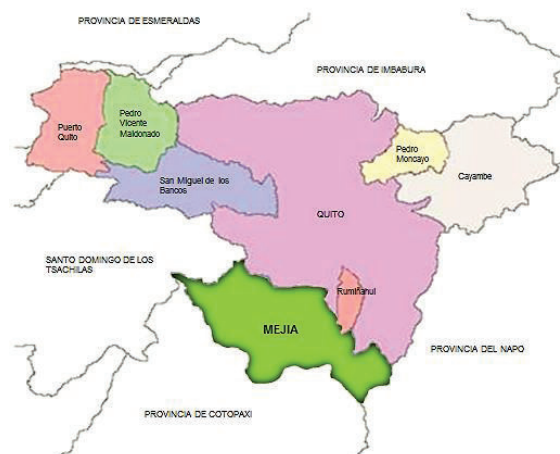 PROVINCIA DE ESMERALDAS
PROVINCIA DE IMBABURA
Puerto
Quito
Pedro
Vicente
Maldonado
Pedro
Moncayo
Cayambe
San Miguel de los
Bancos
QUITO
SANTO DOMINGO DE LOS
TSACHILAS
Rumiñahui
MEJIA
PROVINCIA DEL NAPO
PROVINCIA DE COTOPAXI